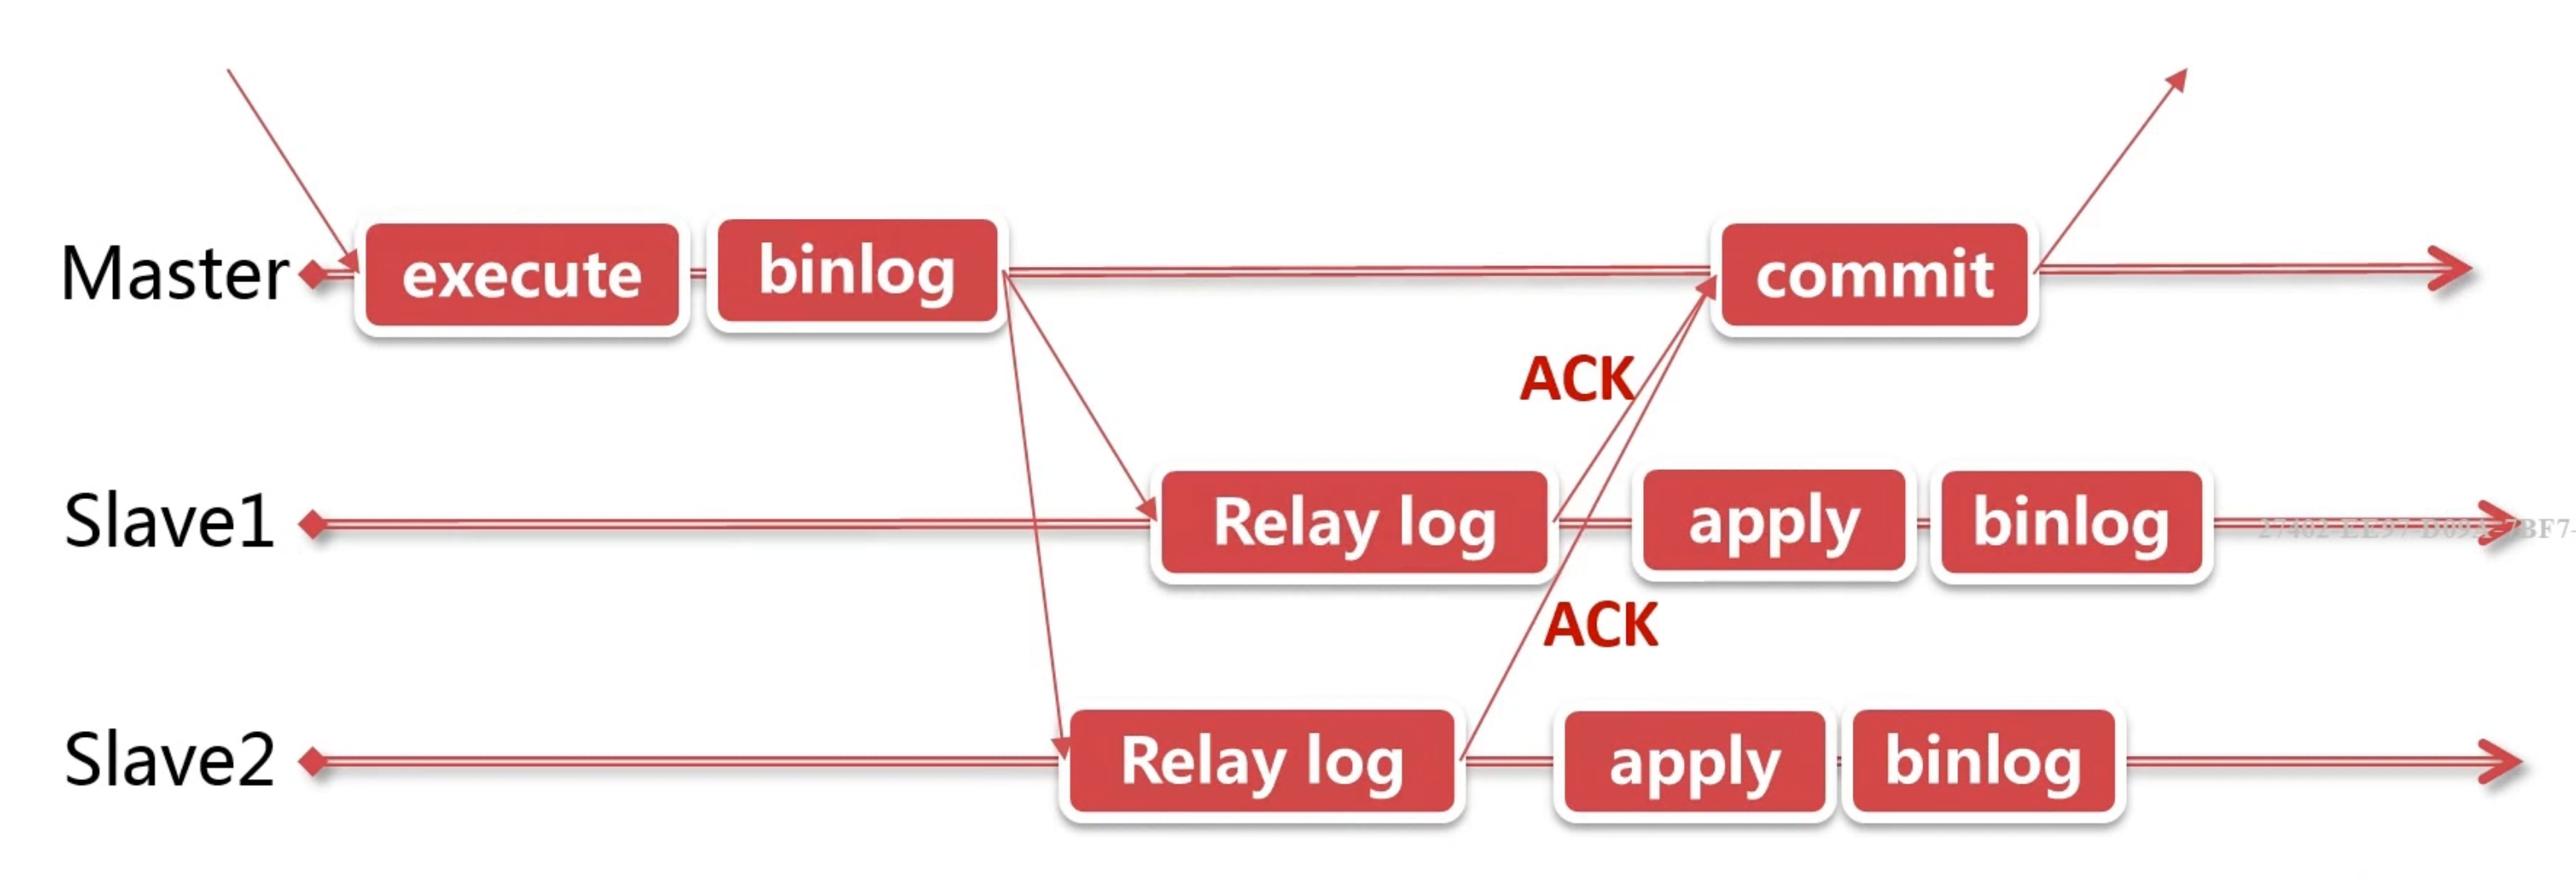 Master execute binlog commit
ACK
Slave1 Relay log apply binlog
ACK
Slave2 Relay log apply binlog